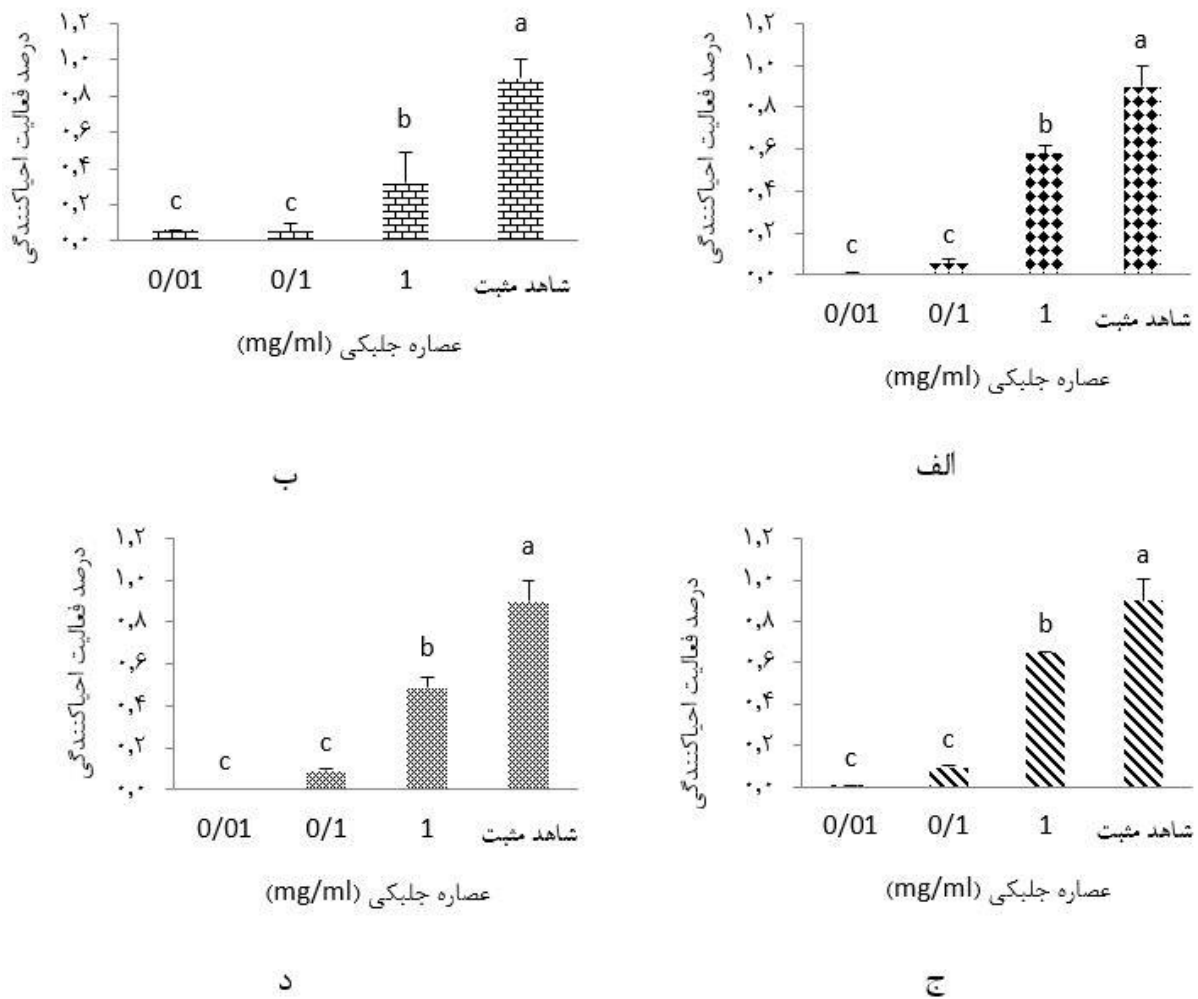 درصد فعالیت احیاکنندگی
۱,۲
۱,۰
۰,۸
۰,۶
۰,۴
۰,۲
۰,۰
a
b
c
c
0/01 0/1 1 شاهد مثبت
عصاره جلبکی (mg/ml)
الف
درصد فعالیت احیاکنندگی
۱,۲
۱,۰
۰,۸
۰,۶
۰,۴
۰,۲
۰,۰
a
b
c
c
0/01 0/1 1 شاهد مثبت
عصاره جلبکی (mg/ml)
ب
درصد فعالیت احیاکنندگی
۱,۲
۱,۰
۰,۸
۰,۶
۰,۴
۰,۲
۰,۰
a
b
c
c
0/01 0/1 1 شاهد مثبت
عصاره جلبکی (mg/ml)
ج
درصد فعالیت احیاکنندگی
۱,۲
۱,۰
۰,۸
۰,۶
۰,۴
۰,۲
۰,۰
a
b
c
c
0/01 0/1 1 شاهد مثبت
عصاره جلبکی (mg/ml)
د